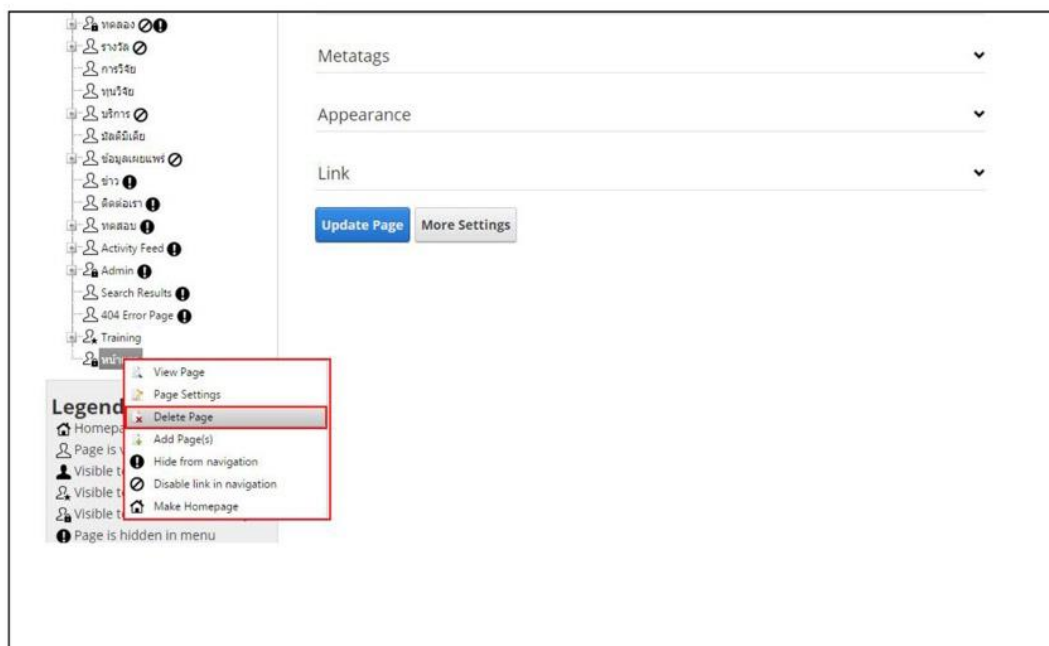 ทดลอง
รางวัล
การวิจัย
ทุนวิจัย
บริการ
มัลติมีเดีย
ข้อมูลเผยแพร่
ข่าว
ติดต่อเรา
ทดสอบ
Activity Feed
Admin
Search Results
404 Error Page
Training
View Page
Page Settings
Delete Page
Add Page(s)
Hide from navigation
Disable link in navigation
Make Homepage
Legend
Page is
Visible
Visible
Visible
Page is hidden in menu
Metatags
Appearance
Link
Update Page More Settings